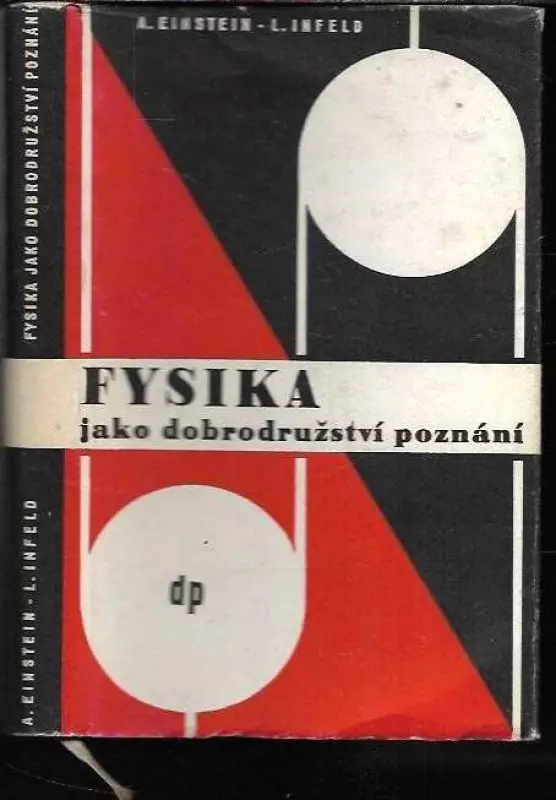 A. EINSTEIN - L. INFELD
FYSIKA
jako dobrodružství poznání
dp
FYSIKA JAKO DOBRODRUŽSTVÍ POZNÁNÍ
A. EINSTEIN - L. INFELD